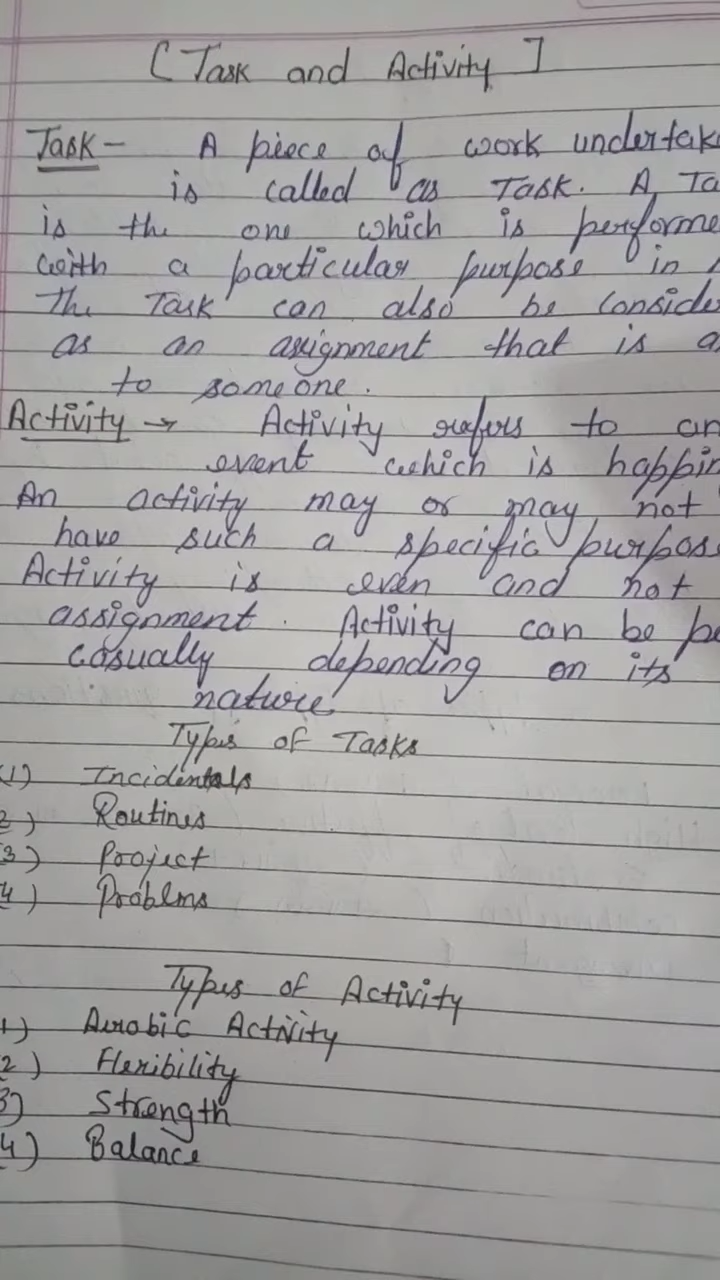 [Task and Activity]
Task - A piece of work undertak
is called as Task. A Ta
is the one which is performe
with a particular purpose in
The Task can also be Conside
as an assignment that is a
to someone.
Activity → Activity refers to an
event which is happin
An activity may or may not
have such a specific purpos
Activity is even and not
assignment. Activity can be pe
casually depending on its
nature.
Types of Tasks
1) Incidentals
2) Routines
3) Project
4) Problms
Types of Activity
1) Aerobic Activity
2) Flexibility
3) Strength
4) Balance